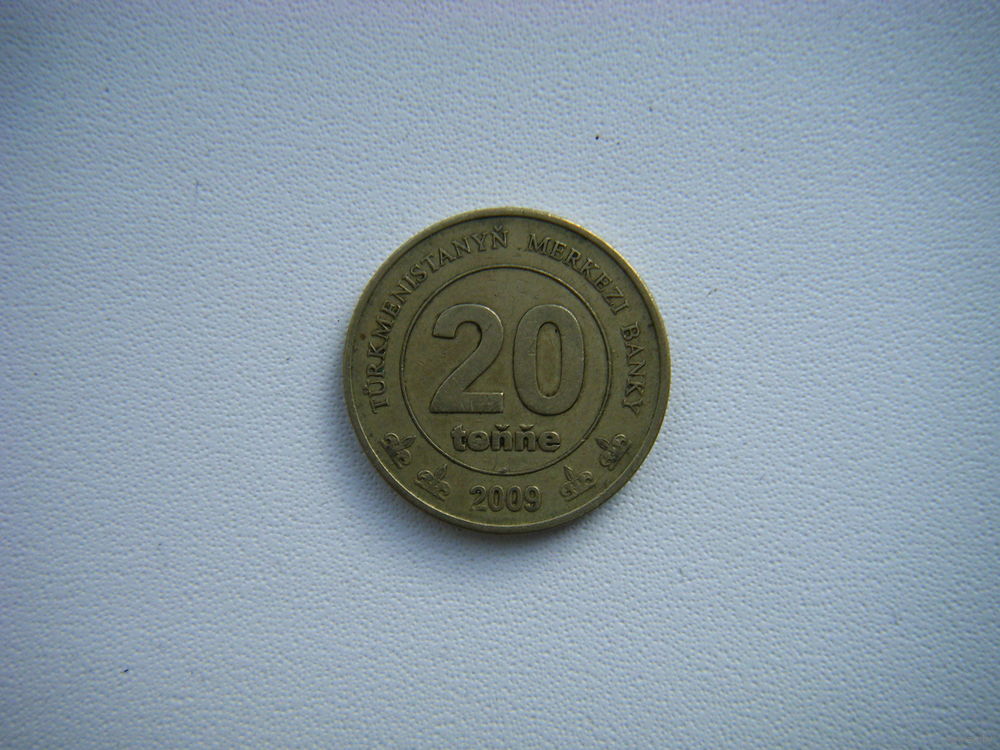 TÜRKMENISTANYŇ MERKEZI BANKY
20
teňňe
2009